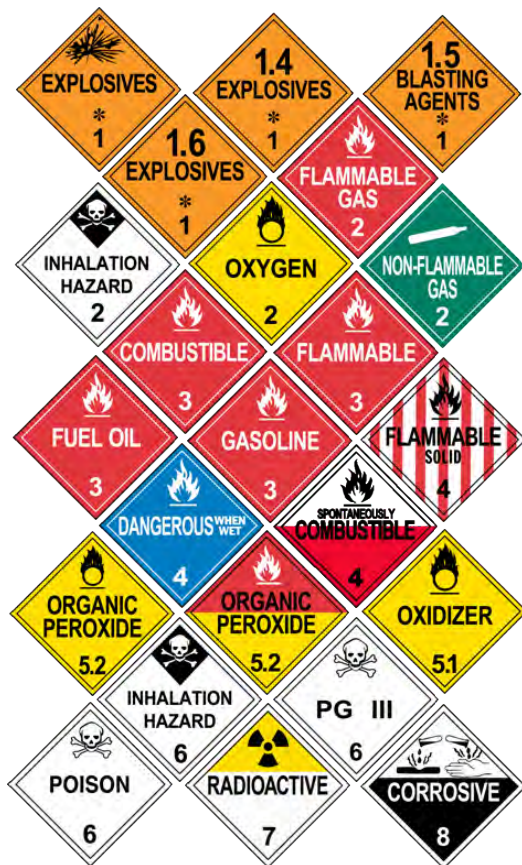 EXPLOSIVES
*
1
1.4
EXPLOSIVES
*
1
1.5
BLASTING
AGENTS
*
1
1.6
EXPLOSIVES
*
1
FLAMMABLE
GAS
2
INHALATION
HAZARD
2
OXYGEN
2
NON-FLAMMABLE
GAS
2
COMBUSTIBLE
3
FLAMMABLE
3
FUEL OIL
3
GASOLINE
3
FLAMMABLE
SOLID
4
DANGEROUS WHEN
WET
4
SPONTANEOUSLY
COMBUSTIBLE
4
ORGANIC
PEROXIDE
5.2
ORGANIC
PEROXIDE
5.2
OXIDIZER
5.1
INHALATION
HAZARD
6
PG III
6
POISON
6
RADIOACTIVE
7
CORROSIVE
8